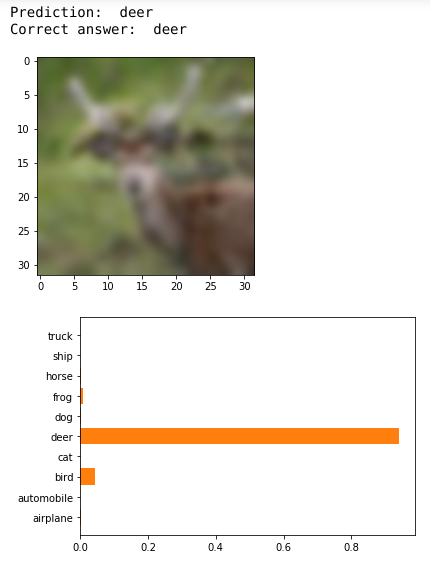 Prediction:  deer
Correct answer:  deer
0
5
10
15
20
25
30
0 5 10 15 20 25 30
truck
ship
horse
frog
dog
deer
cat
bird
automobile
airplane
0.0 0.2 0.4 0.6 0.8